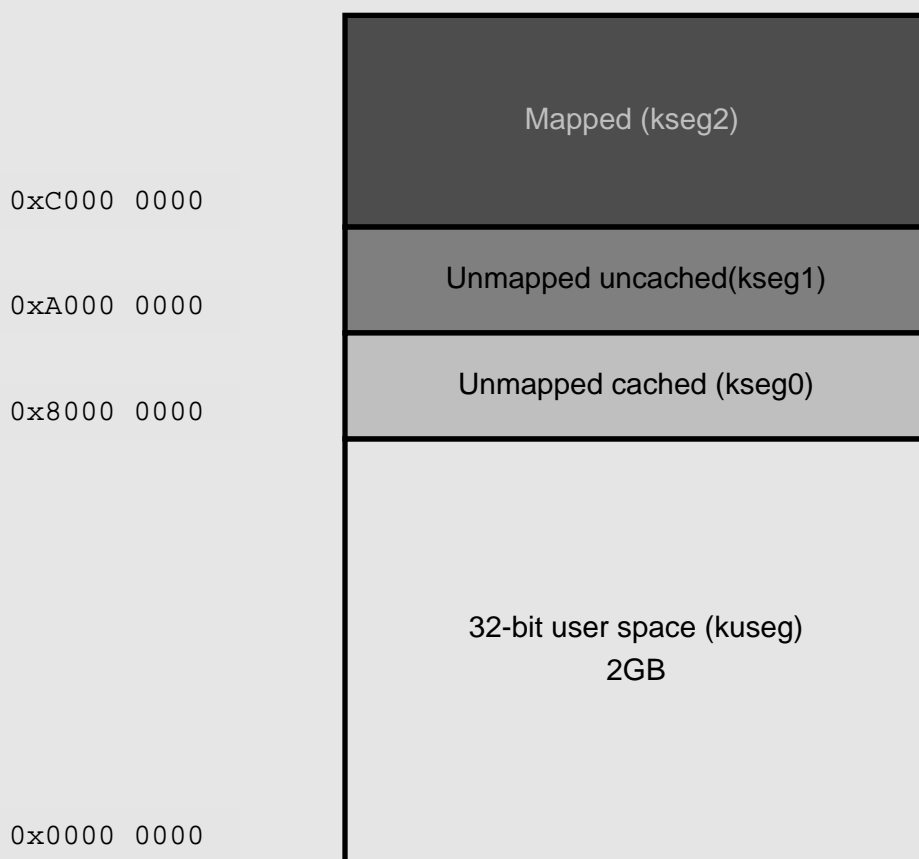 Mapped (kseg2)
0xC000 0000
Unmapped uncached(kseg1)
0xA000 0000
Unmapped cached (kseg0)
0x8000 0000
32-bit user space (kuseg)
2GB
0x0000 0000